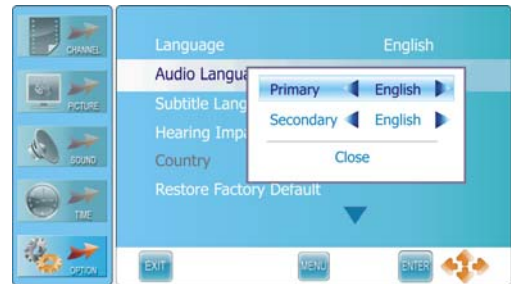 CHANNEL
PICTURE
SOUND
TIME
OPTION
Language English
Audio Langua
Subtitle Lang
Hearing Impa
Country
Restore Factory Default
Primary English
Secondary English
Close
EXIT
MENU
ENTER